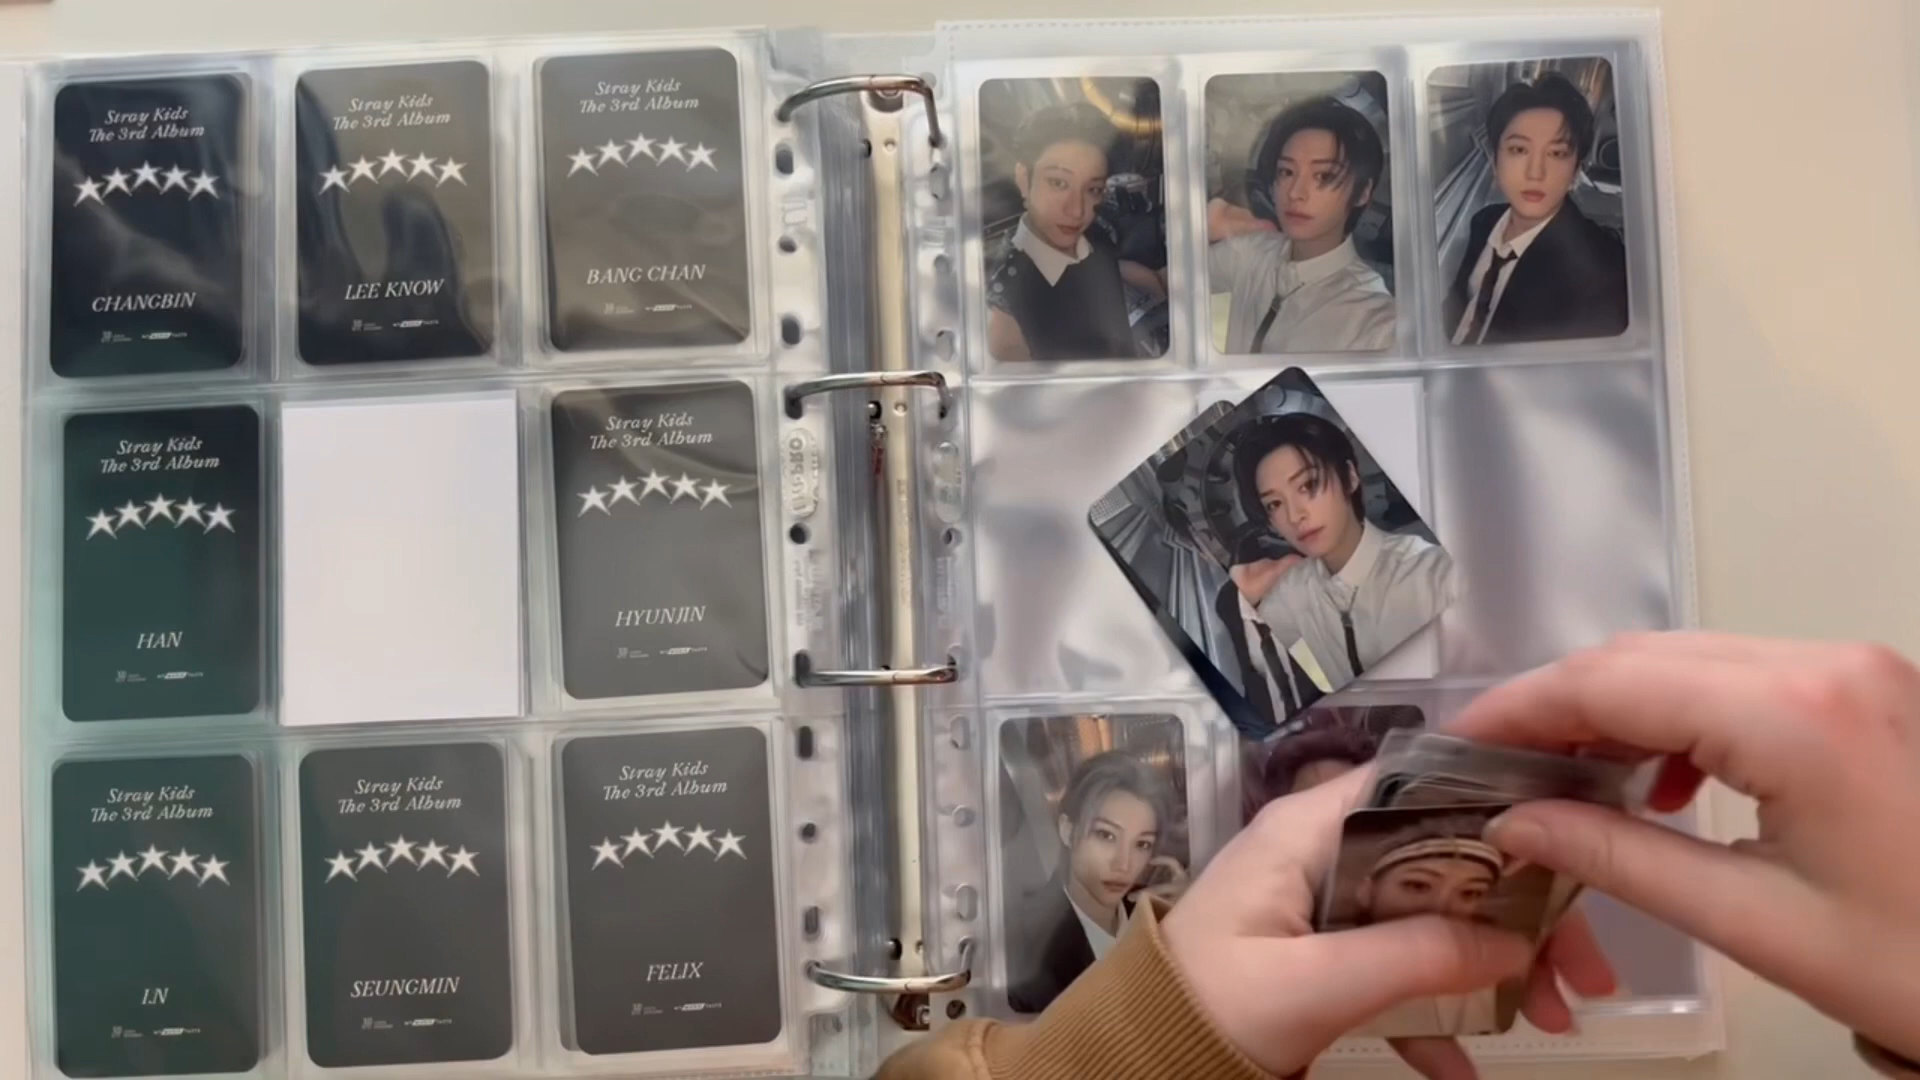 Stray Kids
The 3rd Album
CHANGBIN
Stray Kids
The 3rd Album
LEE KNOW
Stray Kids
The 3rd Album
BANG CHAN
Stray Kids
The 3rd Album
HAN
Stray Kids
The 3rd Album
HYUNJIN
Stray Kids
The 3rd Album
I.N
Stray Kids
The 3rd Album
SEUNGMIN
Stray Kids
The 3rd Album
FELIX